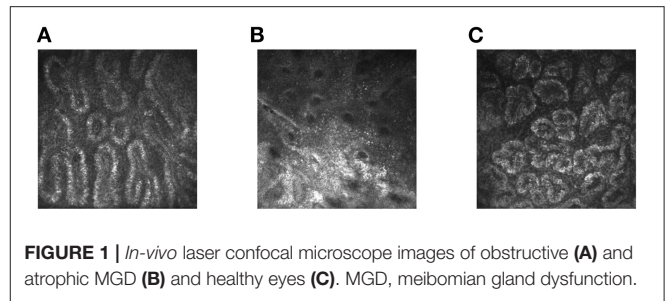 A B C
FIGURE 1 | In-vivo laser confocal microscope images of obstructive (A) and
atrophic MGD (B) and healthy eyes (C). MGD, meibomian gland dysfunction.